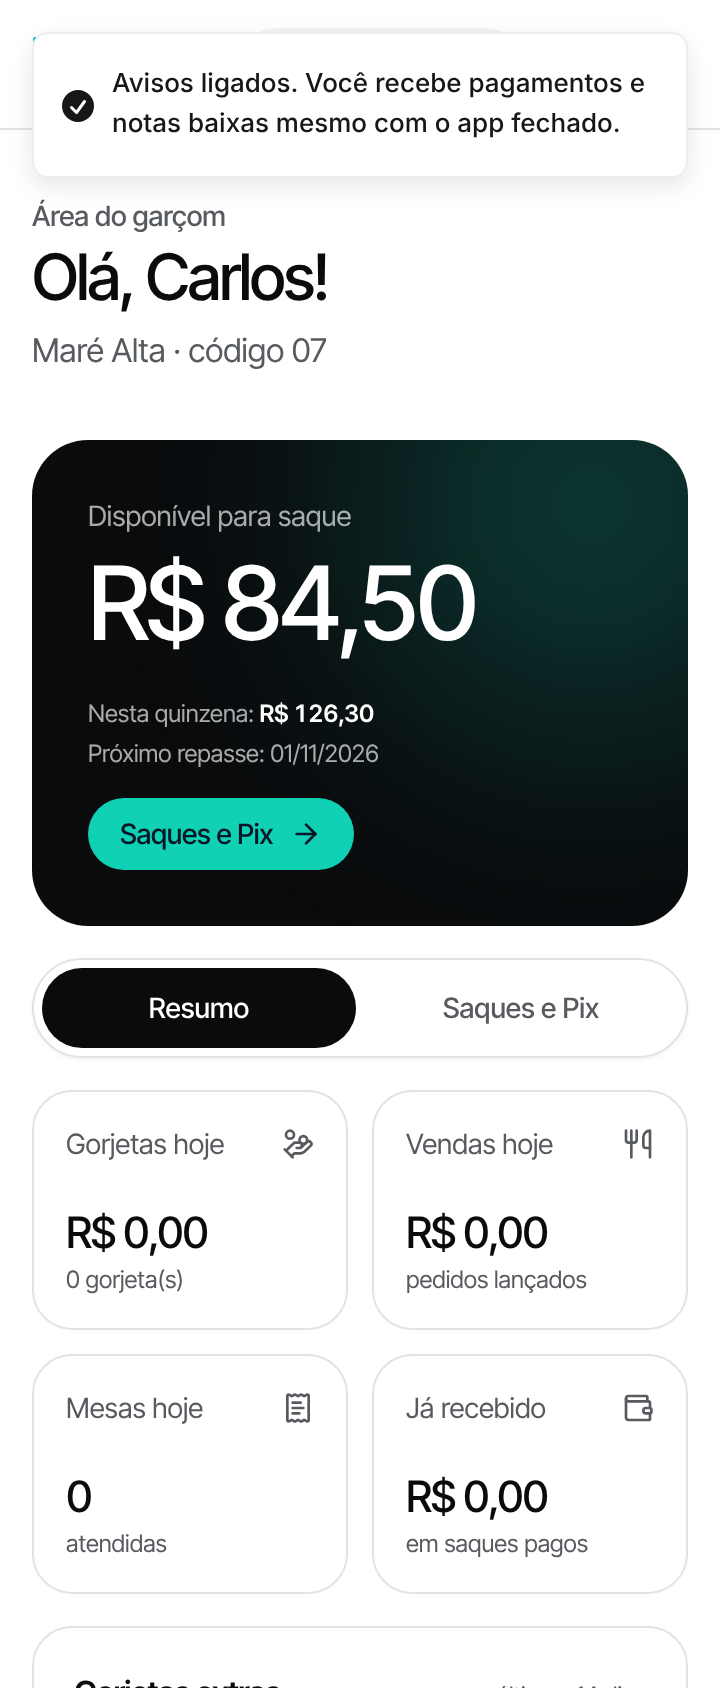 Avisos ligados. Você recebe pagamentos e
notas baixas mesmo com o app fechado.
Área do garçom
Olá, Carlos!
Maré Alta · código 07
Disponível para saque
R$ 84,50
Nesta quinzena: R$ 126,30
Próximo repasse: 01/11/2026
Saques e Pix
Resumo
Saques e Pix
Gorjetas hoje
R$ 0,00
0 gorjeta(s)
Vendas hoje
R$ 0,00
pedidos lançados
Mesas hoje
0
atendidas
Já recebido
R$ 0,00
em saques pagos
Gorjetas extras